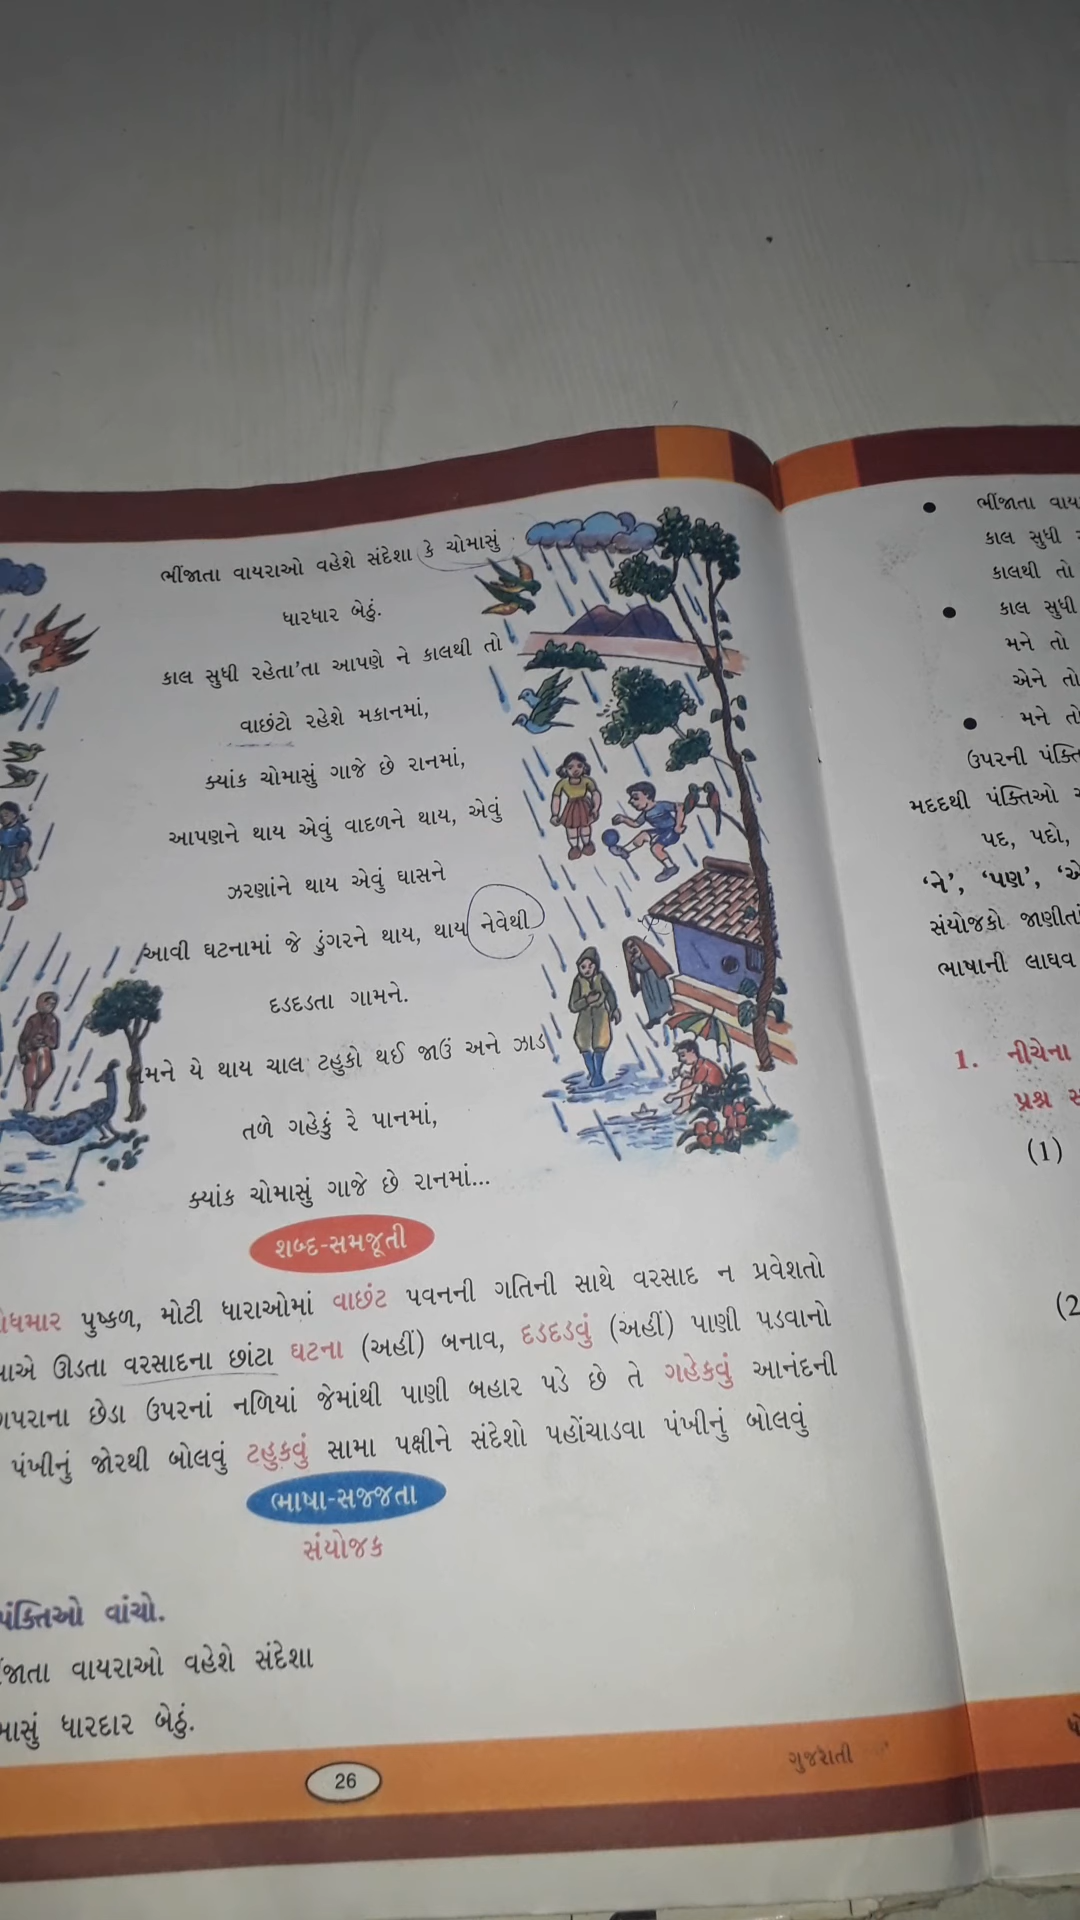 ભીંજાતા વાયરાઓ વહેશે સંદેશા કે ચોમાસું
ધારધાર બેઠું.
કાલ સુધી રહેતા'તા આપણે ને કાલથી તો
વાછંટો રહેશે મકાનમાં,
ક્યાંક ચોમાસું ગાજે છે રાનમાં,
આપણને થાય એવું વાદળને થાય, એવું
ઝરણાંને થાય એવું ઘાસને
આવી ઘટનામાં જે ડુંગરને થાય, થાય નેવેથી
દડદડતા ગામને.
મને યે થાય ચાલ ટહુકો થઈ જાઉં અને ઝાડ
તળે ગહેકું રે પાનમાં,
ક્યાંક ચોમાસું ગાજે છે રાનમાં...
શબ્દ-સમજૂતી
પુષ્કળ, મોટી ધારાઓમાં વાછંટ પવનની ગતિની સાથે વરસાદ ન પ્રવેશતો
ઊડતા વરસાદના છાંટા ઘટના (અહીં) બનાવ, દડદડવું (અહીં) પાણી પડવાનો
છેડા ઉપરનાં નળિયાં જેમાંથી પાણી બહાર પડે છે તે ગહેકવું આનંદની
પંખીનું જોરથી બોલવું ટહુકવું સામા પક્ષીને સંદેશો પહોંચાડવા પંખીનું બોલવું
ભાષા-સજ્જતા
સંયોજક
પંક્તિઓ વાંચો.
વાયરાઓ વહેશે સંદેશા
ધારદાર બેઠું.
26
ગુજરાતી
• ભીંજાતા
કાલ સુધી
કાલથી તો
• કાલ સુધી
મને તો
એને તો
• મને તો
ઉપરની
મદદથી પંક્તિઓ
પદ, પદો,
'ને', 'પણ',
સંયોજકો
ભાષાની લાઘવ
1. નીચેના
પ્રશ્ન
(1)
(2